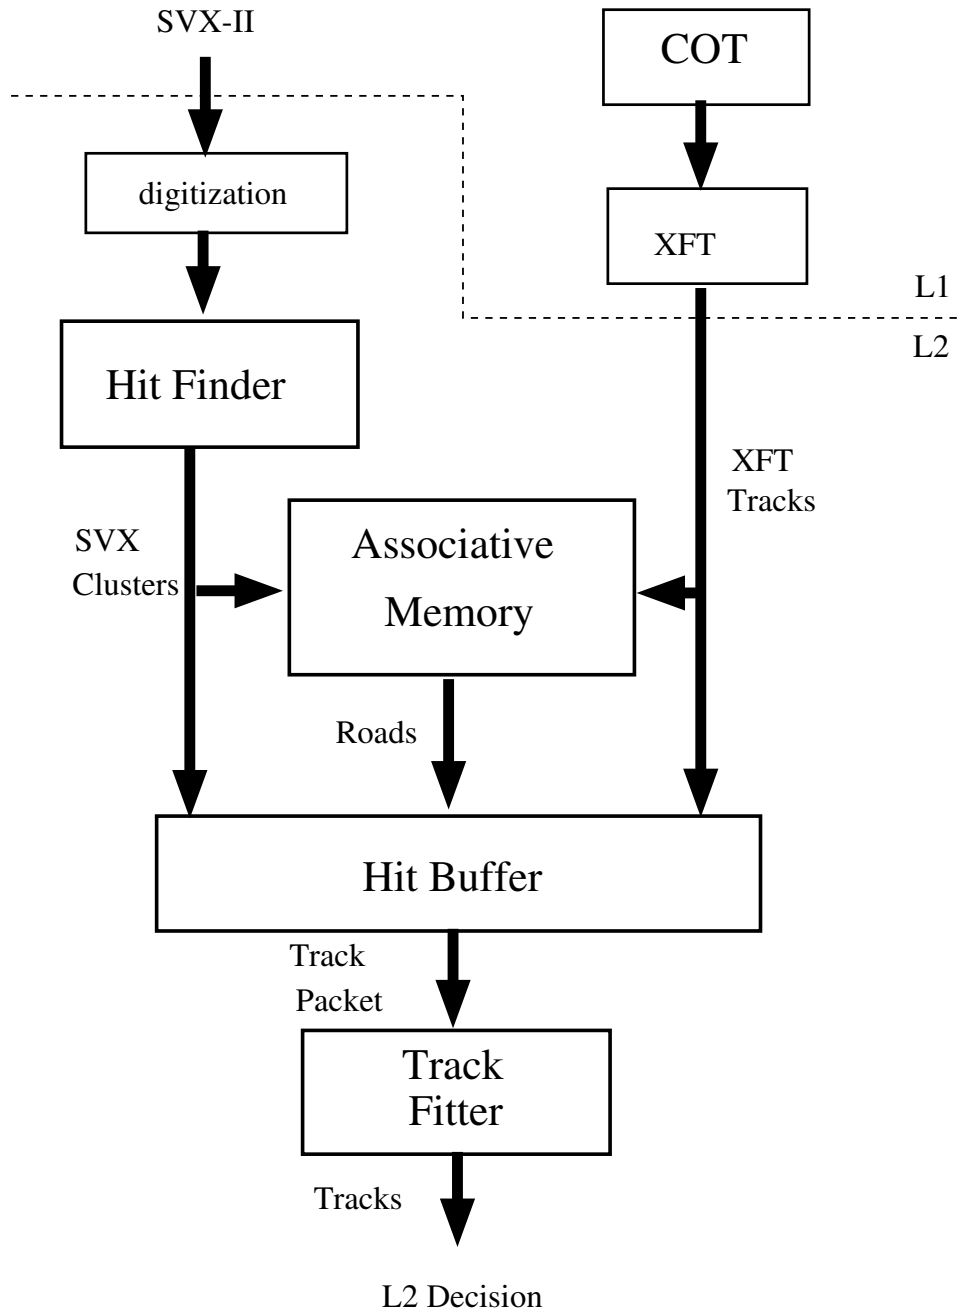 SVX-II
COT
digitization
XFT
L1
L2
Hit Finder
XFT
Tracks
SVX
Clusters
Associative
Memory
Roads
Hit Buffer
Track
Packet
Track
Fitter
Tracks
L2 Decision